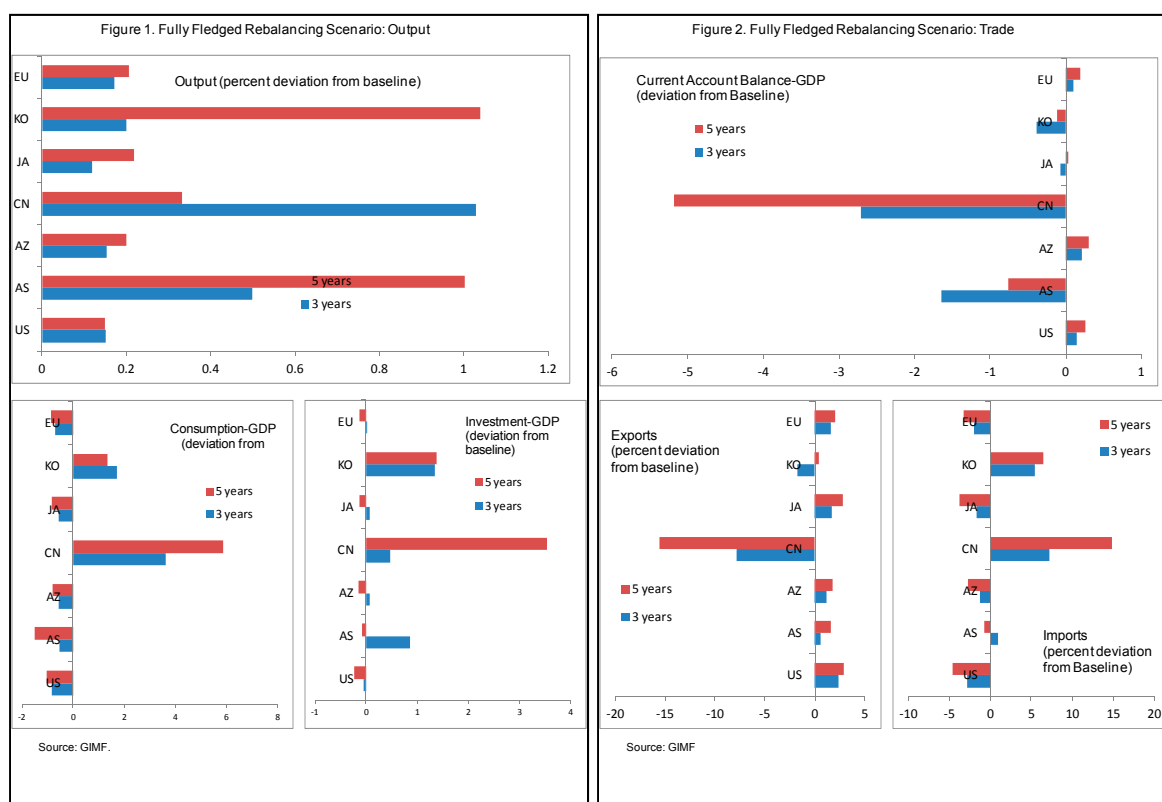 Figure 1. Fully Fledged Rebalancing Scenario: Output
Output (percent deviation from baseline)
EU
KO
JA
CN
AZ
AS
US
5 years
3 years
0
0.2
0.4
0.6
0.8
1
1.2
Consumption-GDP
(deviation from
5 years
3 years
EU
KO
JA
CN
AZ
AS
US
-2
0
2
4
6
8
Investment-GDP
(deviation from
baseline)
5 years
3 years
EU
KO
JA
CN
AZ
AS
US
-1
0
1
2
3
4
Source: GIMF.
Figure 2. Fully Fledged Rebalancing Scenario: Trade
Current Account Balance-GDP
(deviation from Baseline)
5 years
3 years
EU
KO
JA
CN
AZ
AS
US
-6
-5
-4
-3
-2
-1
0
1
Exports
(percent deviation
from baseline)
5 years
3 years
EU
KO
JA
CN
AZ
AS
US
-20
-15
-10
-5
0
5
5 years
3 years
EU
KO
JA
CN
AZ
AS
US
Imports
(percent deviation
from Baseline)
-10
-5
0
5
10
15
20
Source: GIMF